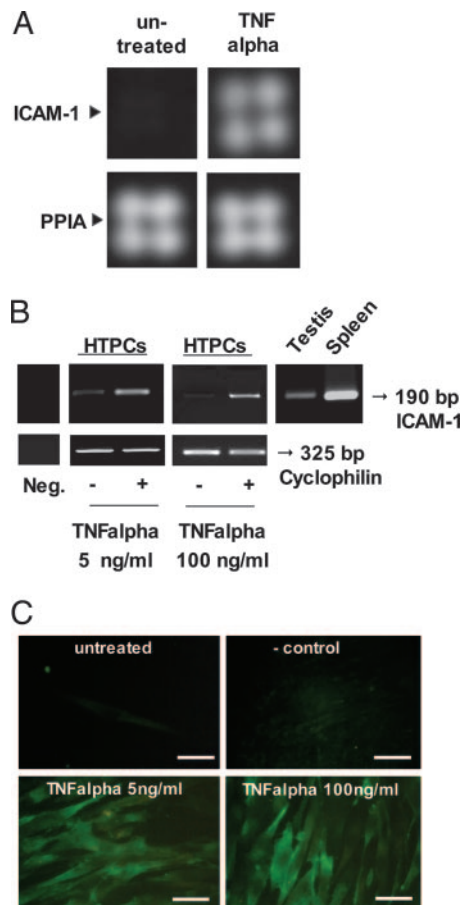 A
un-
treated
TNF
alpha
ICAM-1
PPIA
B
HTPCs
HTPCs
Testis
Spleen
→ 190 bp
ICAM-1
→ 325 bp
Cyclophilin
Neg.
- + - +
TNFalpha
5 ng/ml
TNFalpha
100 ng/ml
C
untreated
- control
TNFalpha 5ng/ml
TNFalpha 100ng/ml